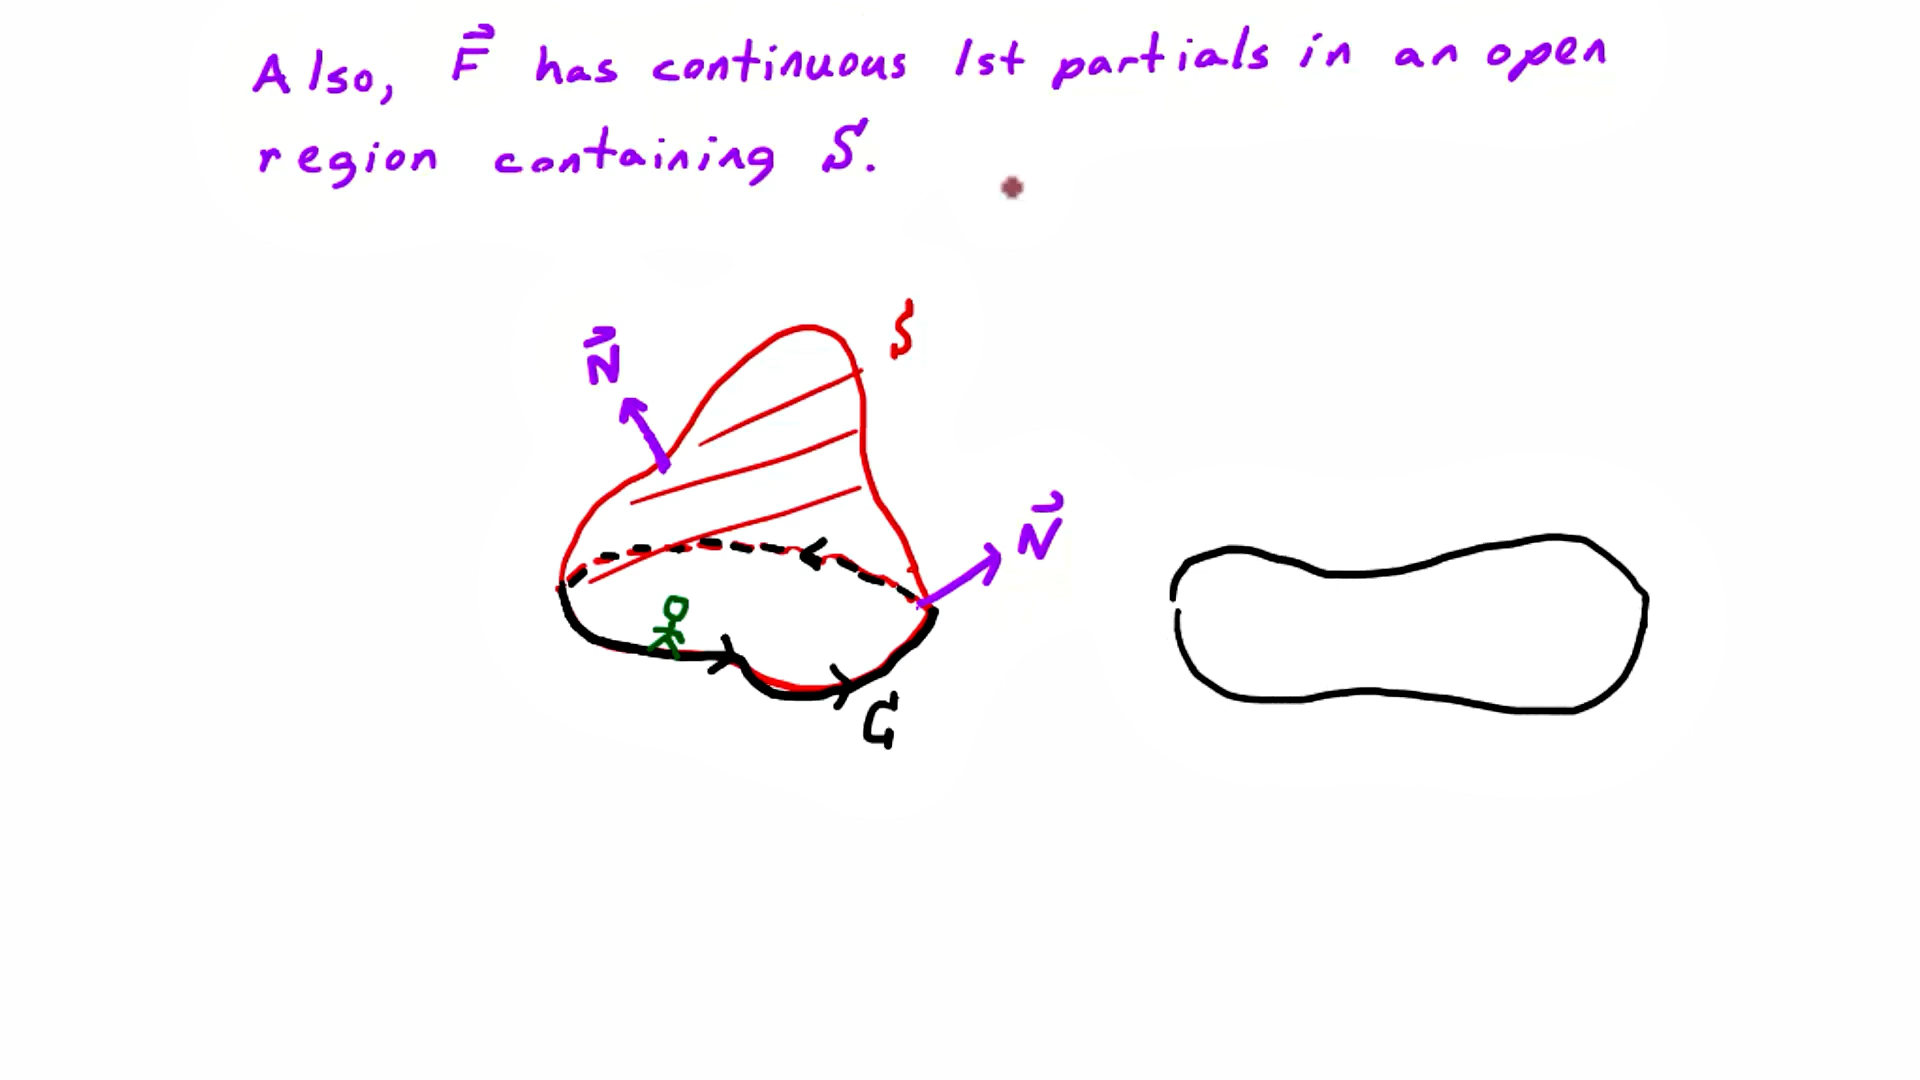 Also, F⃗ has continuous 1st partials in an open
region containing S.
S
N⃗
N⃗
C